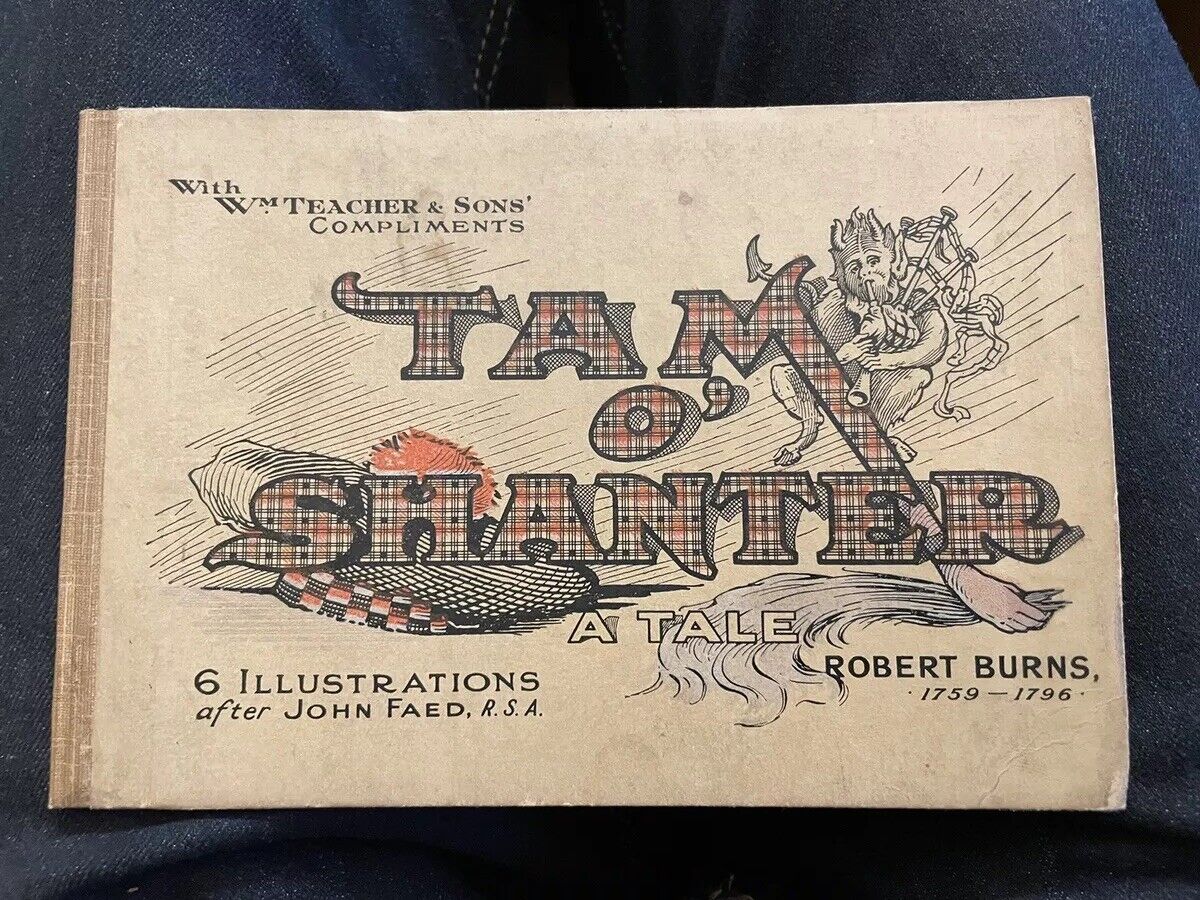 With
Wm. TEACHER & SONS'
COMPLIMENTS
TAM
O'
SHANTER
A TALE
ROBERT BURNS,
· 1759 – 1796 ·
6 ILLUSTRATIONS
after JOHN FAED, R.S.A.